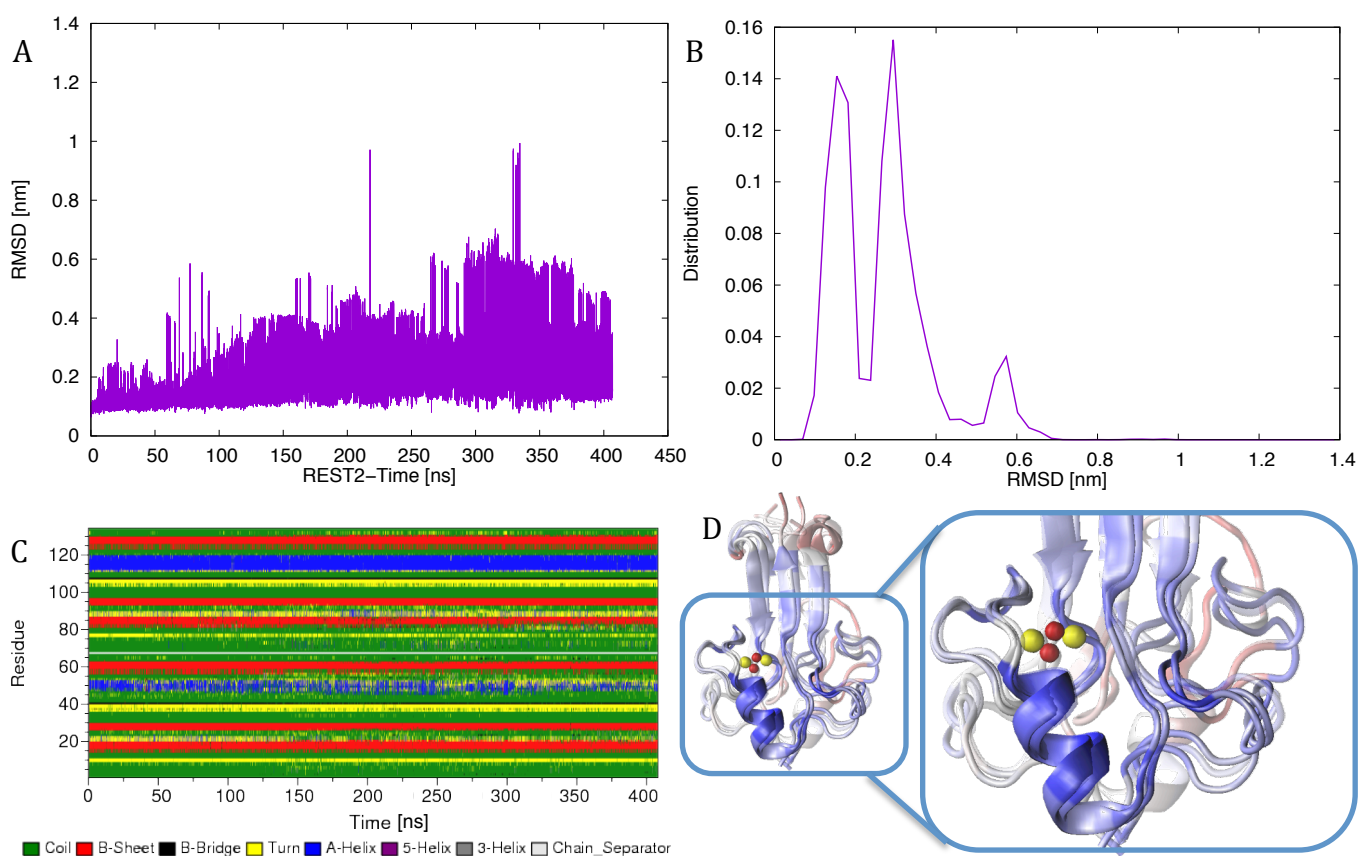 A
RMSD [nm]
1.4
1.2
1
0.8
0.6
0.4
0.2
0
0 50 100 150 200 250 300 350 400 450
REST2-Time [ns]
B
Distribution
0.16
0.14
0.12
0.1
0.08
0.06
0.04
0.02
0
0 0.2 0.4 0.6 0.8 1 1.2 1.4
RMSD [nm]
C
Residue
120
100
80
60
40
20
0 50 100 150 200 250 300 350 400
Time [ns]
Coil B-Sheet B-Bridge Turn A-Helix 5-Helix 3-Helix Chain_Separator
D